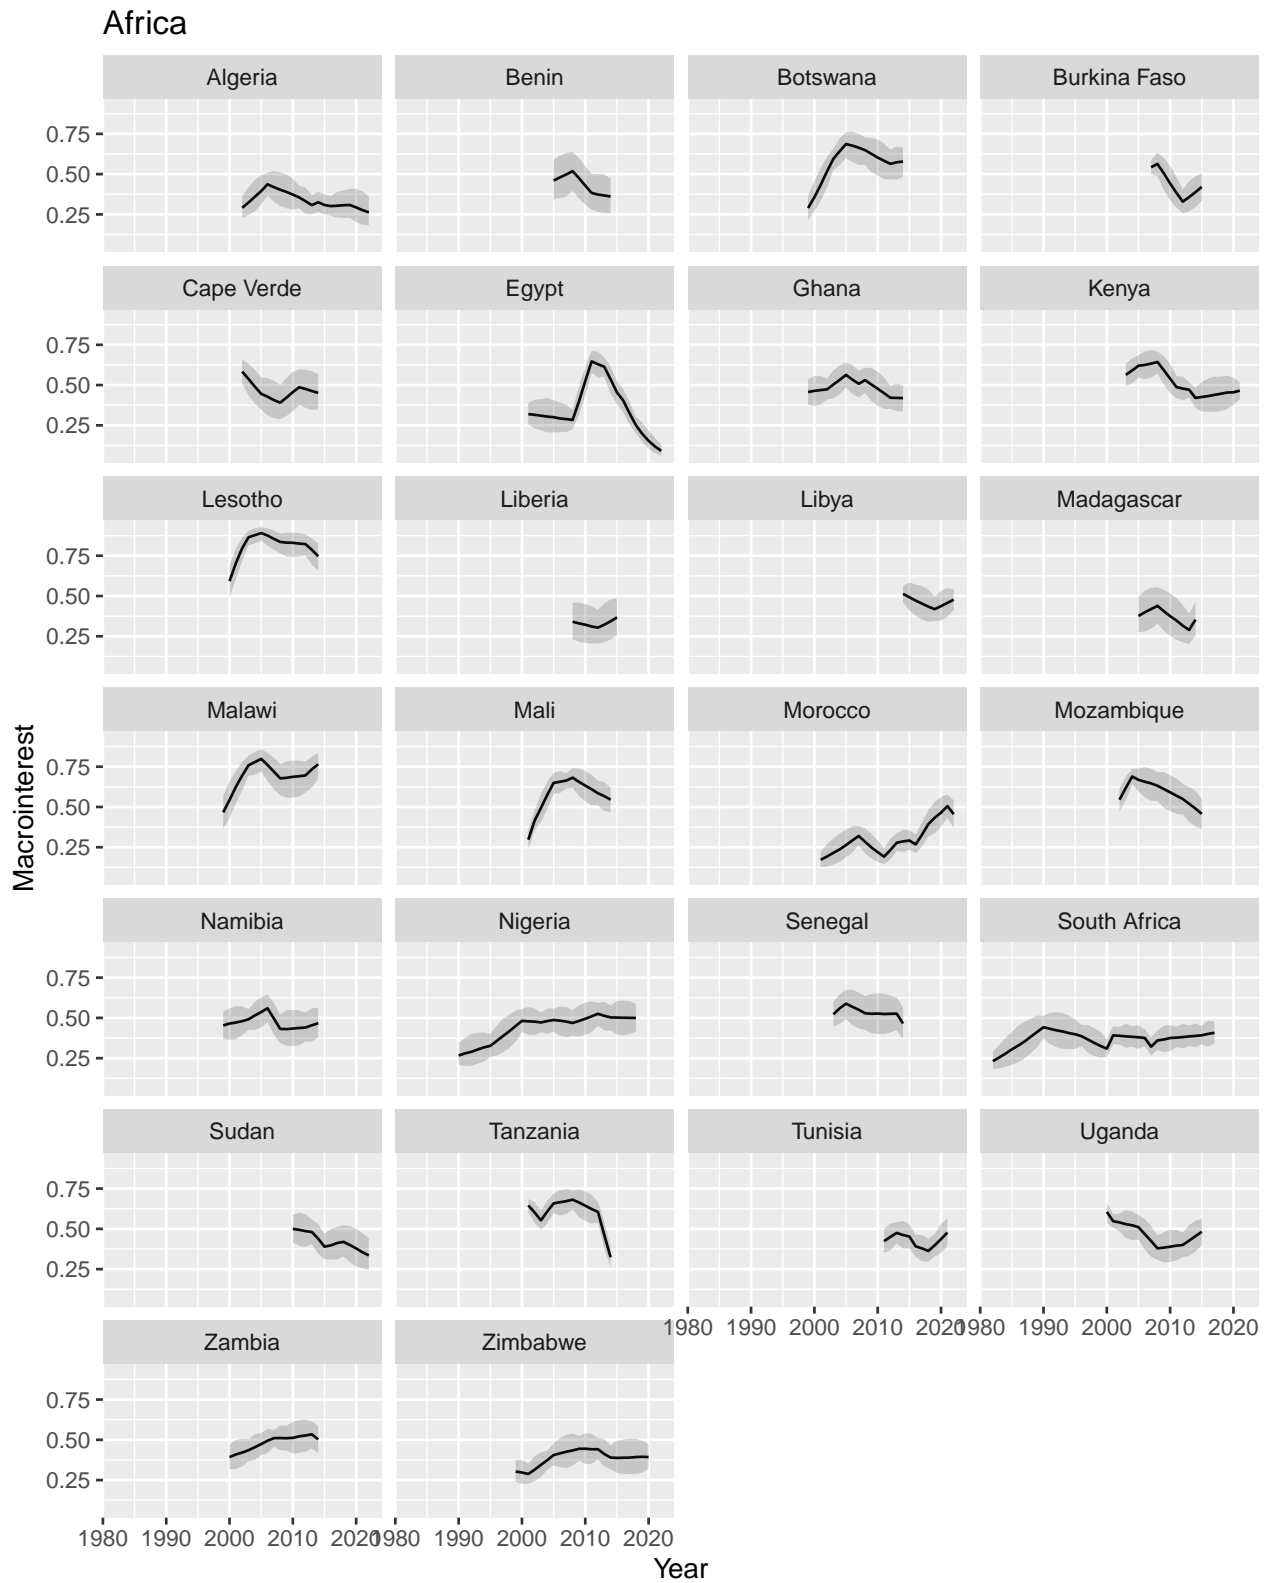 Africa
Algeria Benin Botswana Burkina Faso
0.75
0.50
0.25
Cape Verde Egypt Ghana Kenya
0.75
0.50
0.25
Lesotho Liberia Libya Madagascar
0.75
0.50
0.25
Malawi Mali Morocco Mozambique
0.75
0.50
0.25
Macrointerest
Namibia Nigeria Senegal South Africa
0.75
0.50
0.25
Sudan Tanzania Tunisia Uganda
0.75
0.50
0.25
1980 1990 2000 2010 2020 1980 1990 2000 2010 2020
Zambia Zimbabwe
0.75
0.50
0.25
1980 1990 2000 2010 2020 1980 1990 2000 2010 2020
Year